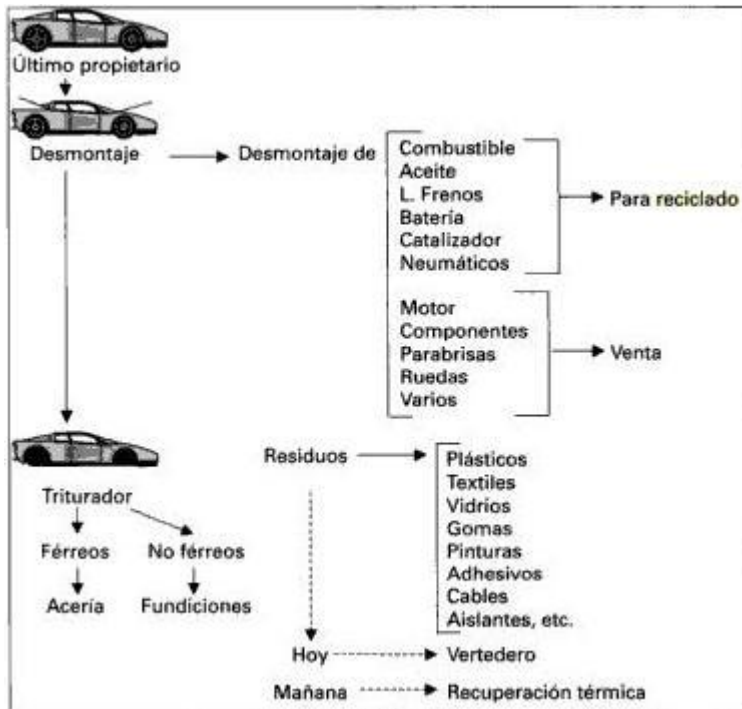 Último propietario
Desmontaje
Desmontaje de
Combustible
Aceite
L. Frenos
Batería
Catalizador
Neumáticos
Para reciclado
Motor
Componentes
Parabrisas
Ruedas
Varios
Venta
Triturador
Férreos
No férreos
Acería
Fundiciones
Residuos
Plásticos
Textiles
Vidrios
Gomas
Pinturas
Adhesivos
Cables
Aislantes, etc.
Hoy
Vertedero
Mañana
Recuperación térmica